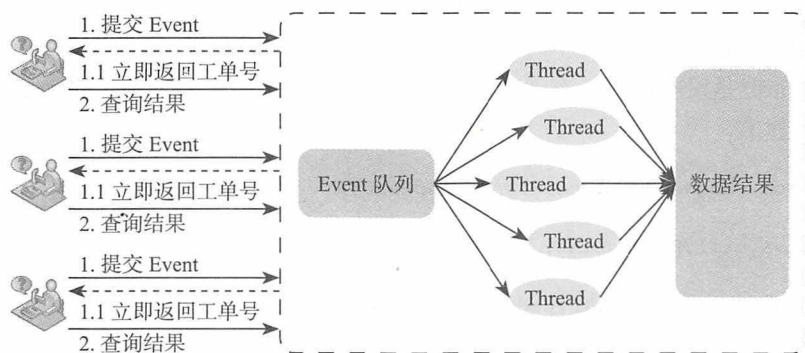 1. 提交 Event
1.1 立即返回工单号
2. 查询结果
1. 提交 Event
1.1 立即返回工单号
2. 查询结果
1. 提交 Event
1.1 立即返回工单号
2. 查询结果
Event 队列
Thread
Thread
Thread
Thread
Thread
数据结果